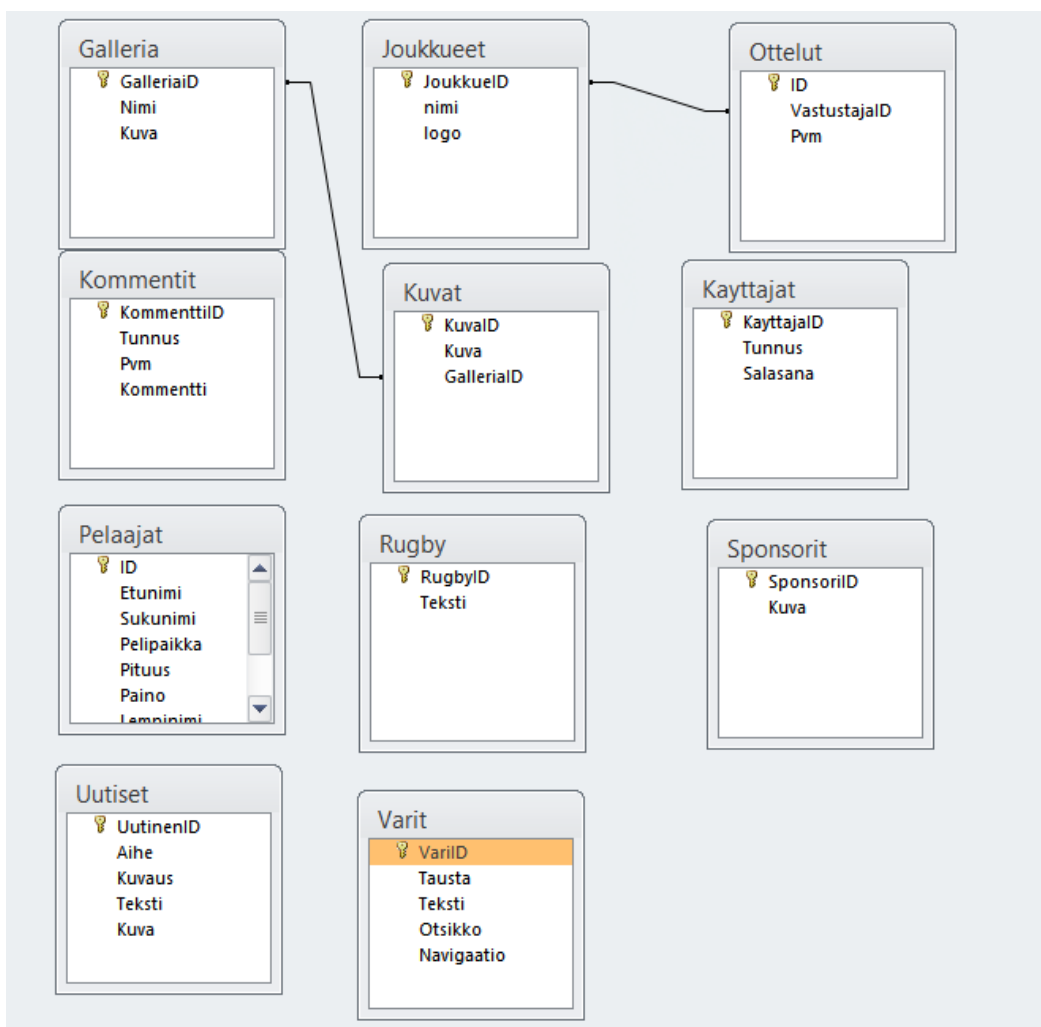 Galleria
GalleriaiD
Nimi
Kuva
Joukkueet
JoukkueID
nimi
logo
Ottelut
ID
VastustajaID
Pvm
Kommentit
KommenttiID
Tunnus
Pvm
Kommentti
Kuvat
KuvaID
Kuva
GalleriaID
Kayttajat
KayttajaID
Tunnus
Salasana
Pelaajat
ID
Etunimi
Sukunimi
Pelipaikka
Pituus
Paino
Lempinimi
Rugby
RugbyID
Teksti
Sponsorit
SponsoriID
Kuva
Uutiset
UutinenID
Aihe
Kuvaus
Teksti
Kuva
Varit
VariID
Tausta
Teksti
Otsikko
Navigaatio